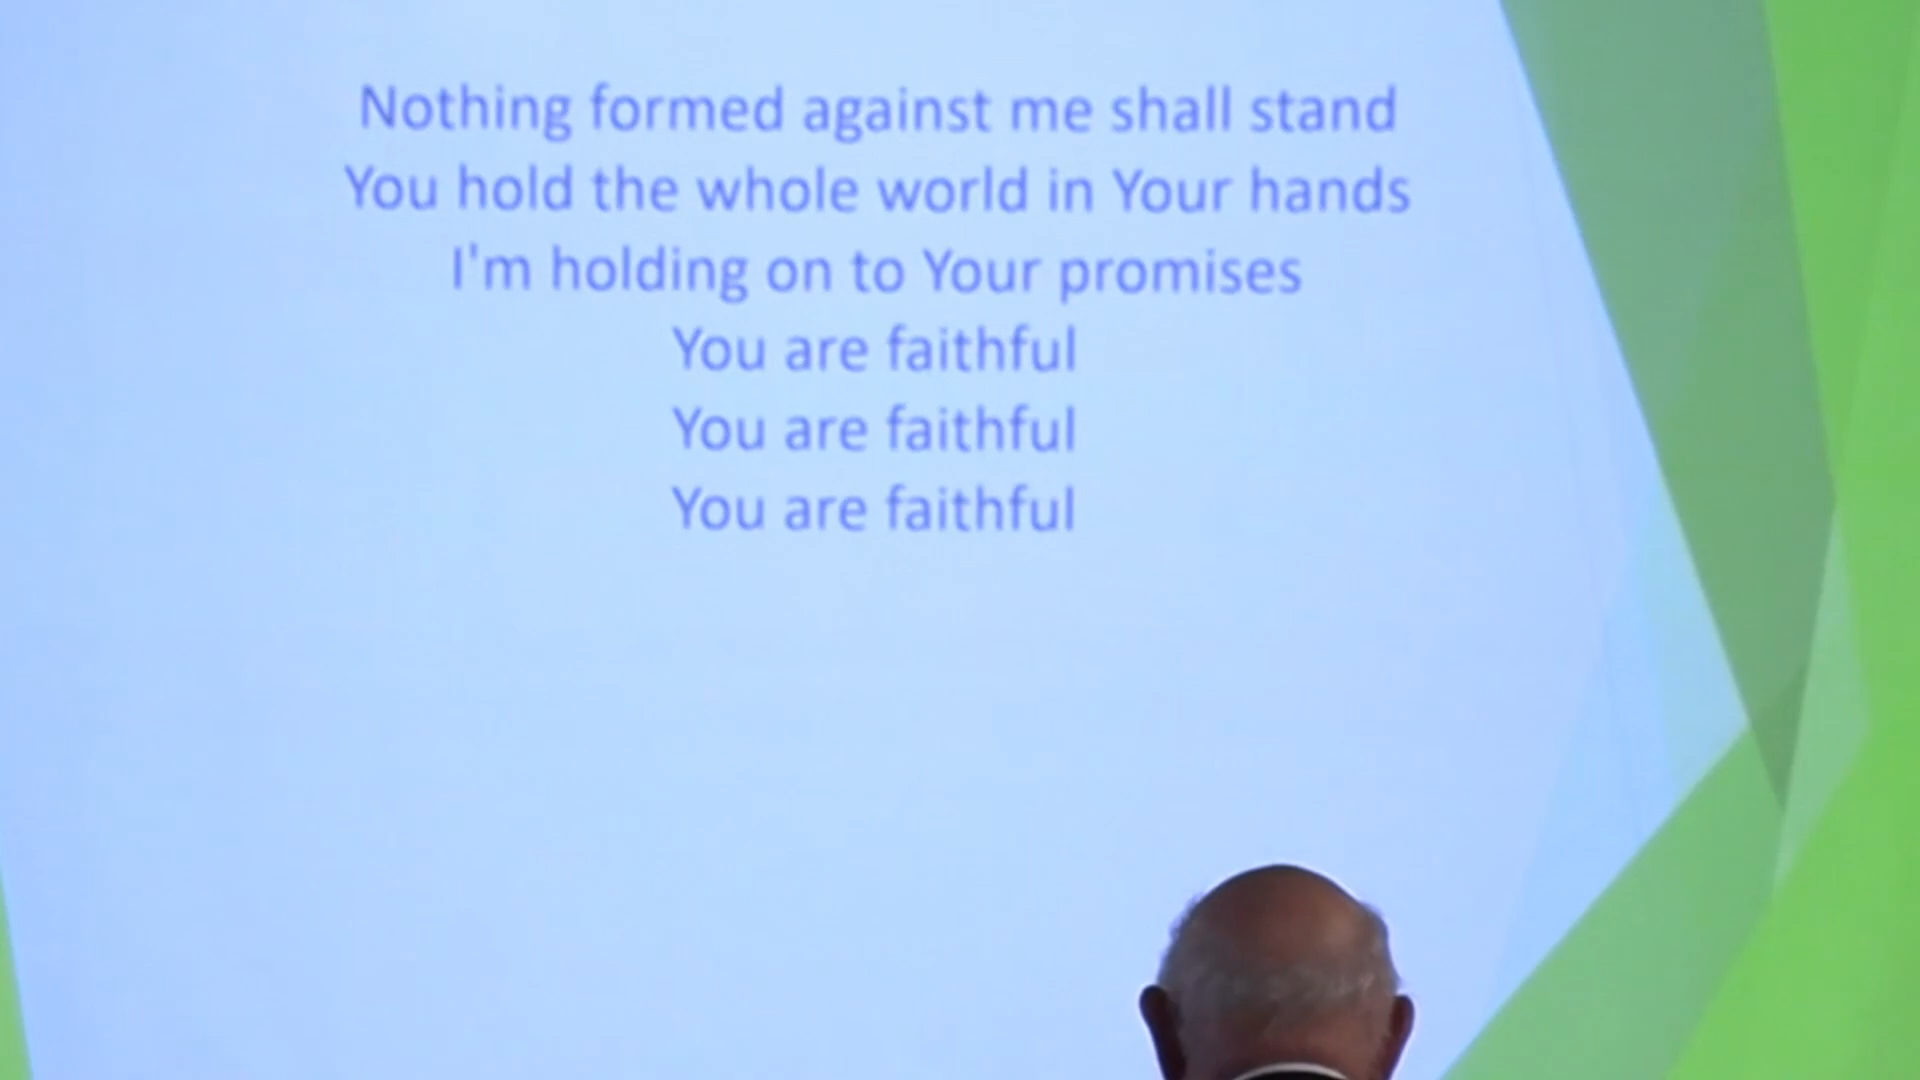 Nothing formed against me shall stand
You hold the whole world in Your hands
I'm holding on to Your promises
You are faithful
You are faithful
You are faithful